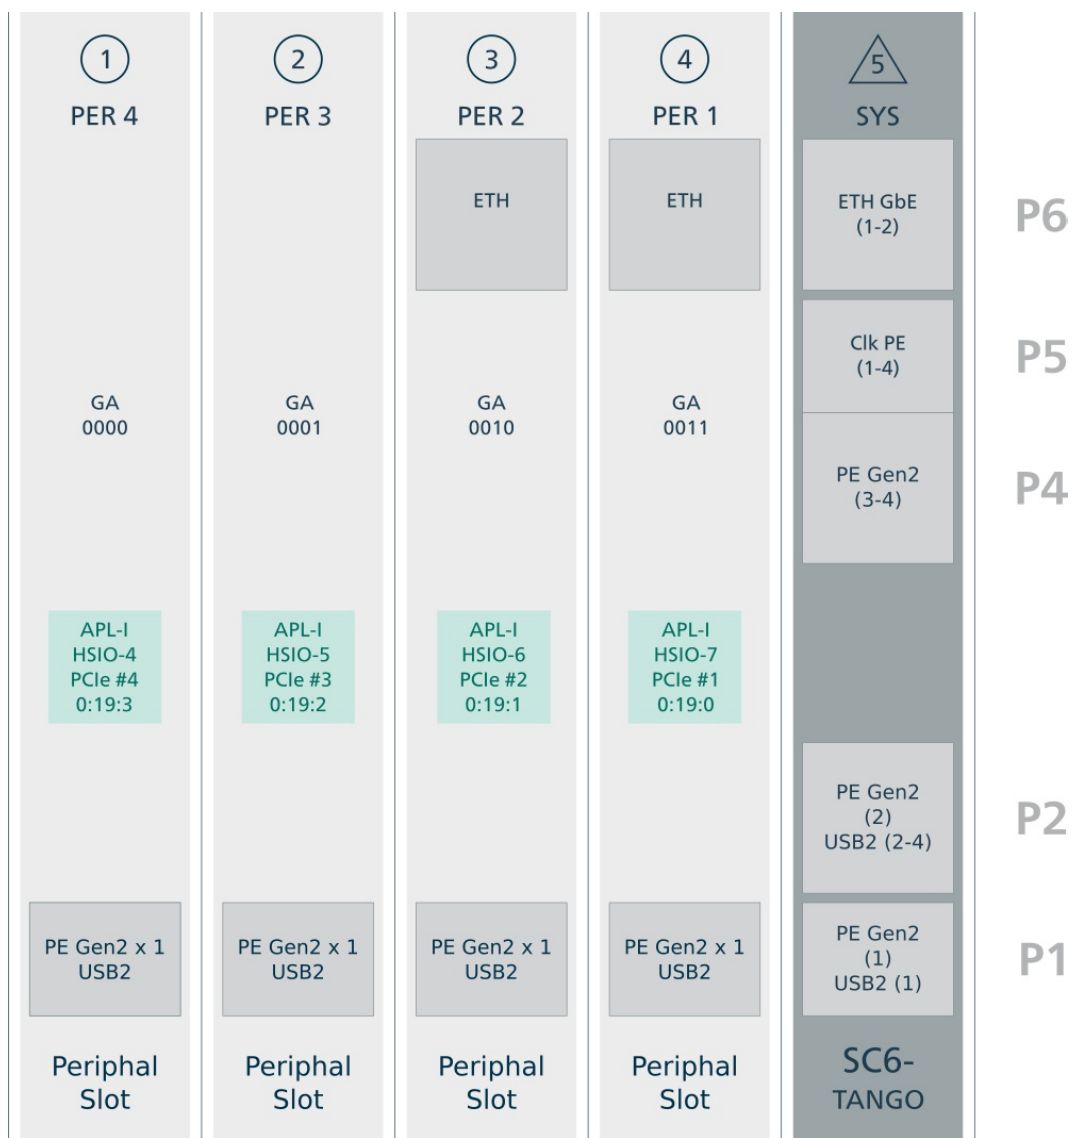 1
PER 4
GA
0000
APL-I
HSIO-4
PCIe #4
0:19:3
PE Gen2 x 1
USB2
Periphal
Slot
2
PER 3
GA
0001
APL-I
HSIO-5
PCIe #3
0:19:2
PE Gen2 x 1
USB2
Periphal
Slot
3
PER 2
ETH
GA
0010
APL-I
HSIO-6
PCIe #2
0:19:1
PE Gen2 x 1
USB2
Periphal
Slot
4
PER 1
ETH
GA
0011
APL-I
HSIO-7
PCIe #1
0:19:0
PE Gen2 x 1
USB2
Periphal
Slot
5
SYS
ETH GbE
(1-2)
Clk PE
(1-4)
PE Gen2
(3-4)
PE Gen2
(2)
USB2 (2-4)
PE Gen2
(1)
USB2 (1)
SC6-
TANGO
P6
P5
P4
P2
P1